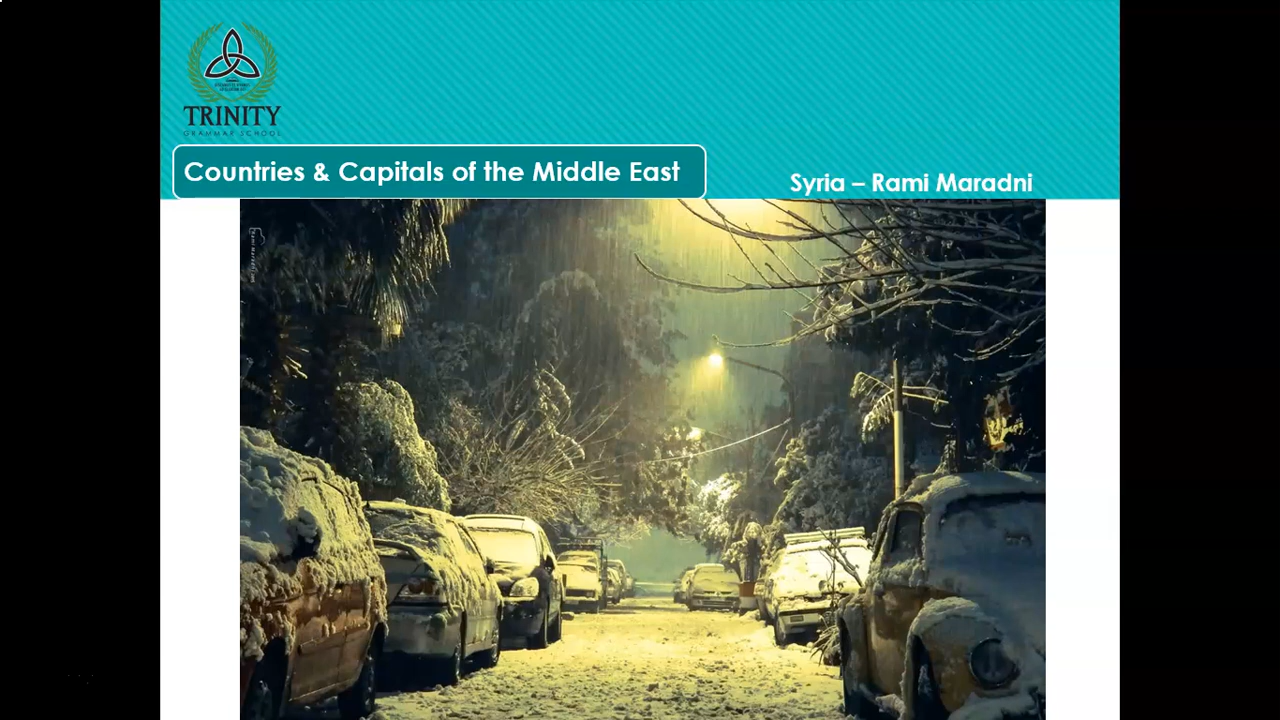 TRINITY
GRAMMAR SCHOOL
Countries & Capitals of the Middle East
Syria – Rami Maradni